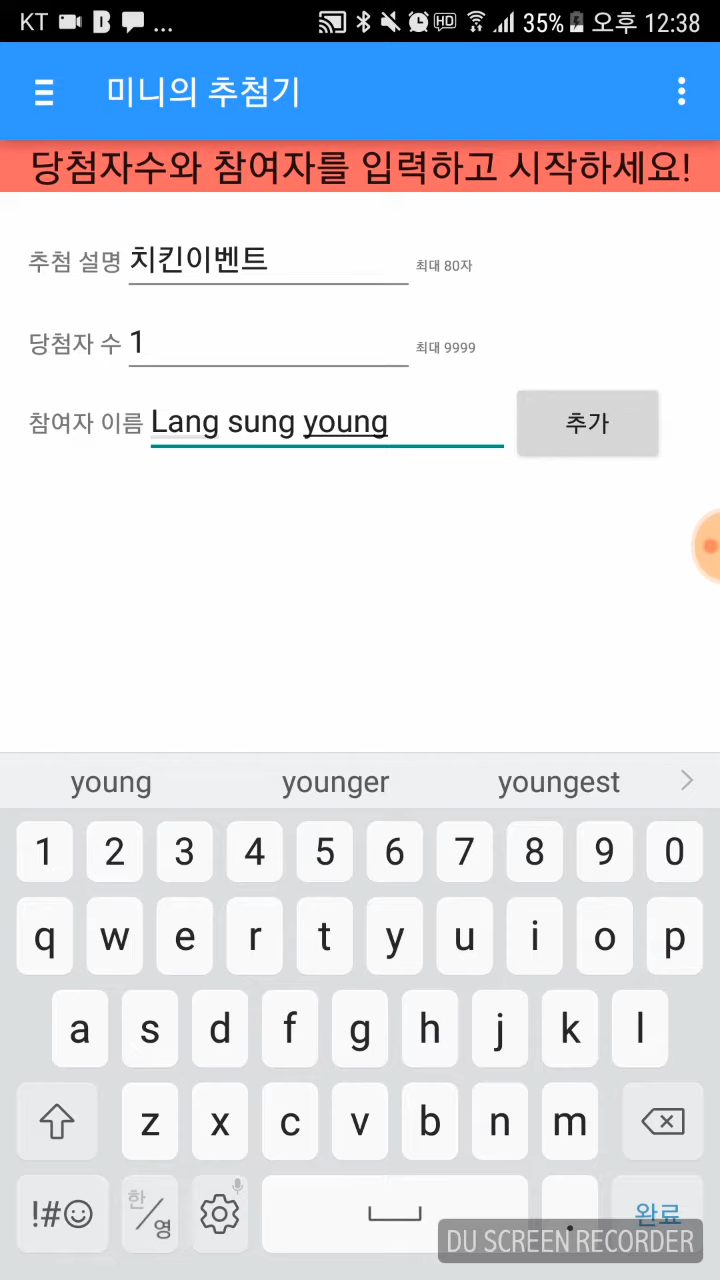 KT ... HD 35% 오후 12:38
미니의 추첨기
당첨자수와 참여자를 입력하고 시작하세요!
추첨 설명 치킨이벤트 최대 80자
당첨자 수 1 최대 9999
참여자 이름 Lang sung young 추가
young younger youngest
1 2 3 4 5 6 7 8 9 0
q w e r t y u i o p
a s d f g h j k l
z x c v b n m
!#☺ 한/영 . 완료
DU SCREEN RECORDER